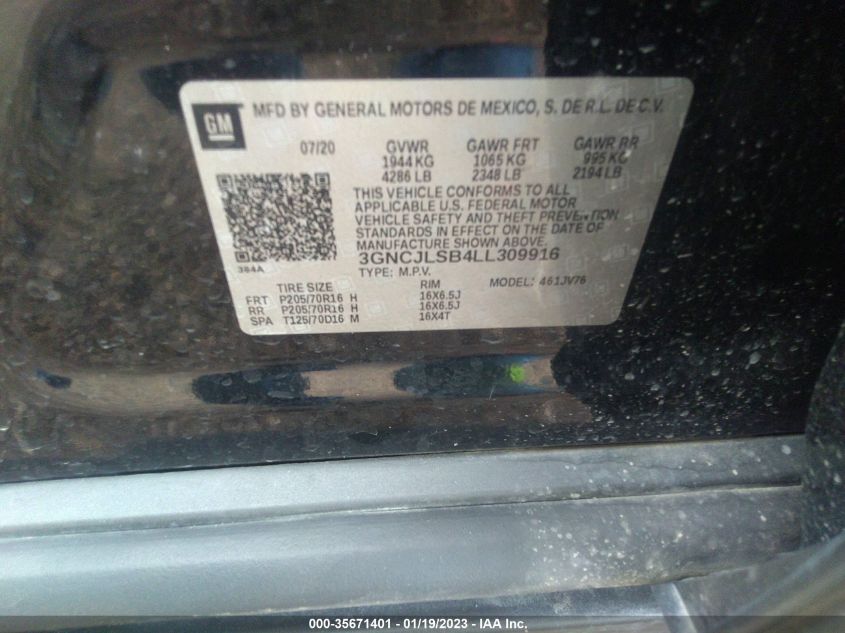 GM MFD BY GENERAL MOTORS DE MEXICO, S. DE R.L. DE C.V.
07/20 GVWR GAWR FRT GAWR RR
1944 KG 1065 KG 995 KG
4286 LB 2348 LB 2194 LB
THIS VEHICLE CONFORMS TO ALL
APPLICABLE U.S. FEDERAL MOTOR
VEHICLE SAFETY AND THEFT PREVENTION
STANDARDS IN EFFECT ON THE DATE OF
MANUFACTURE SHOWN ABOVE.
3GNCJLSB4LL309916
384A TYPE: M.P.V. MODEL: 461JV76
TIRE SIZE RIM
FRT P205/70R16 H 16X6.5J
RR P205/70R16 H 16X6.5J
SPA T125/70D16 M 16X4T
000-35671401 - 01/19/2023 - IAA Inc.